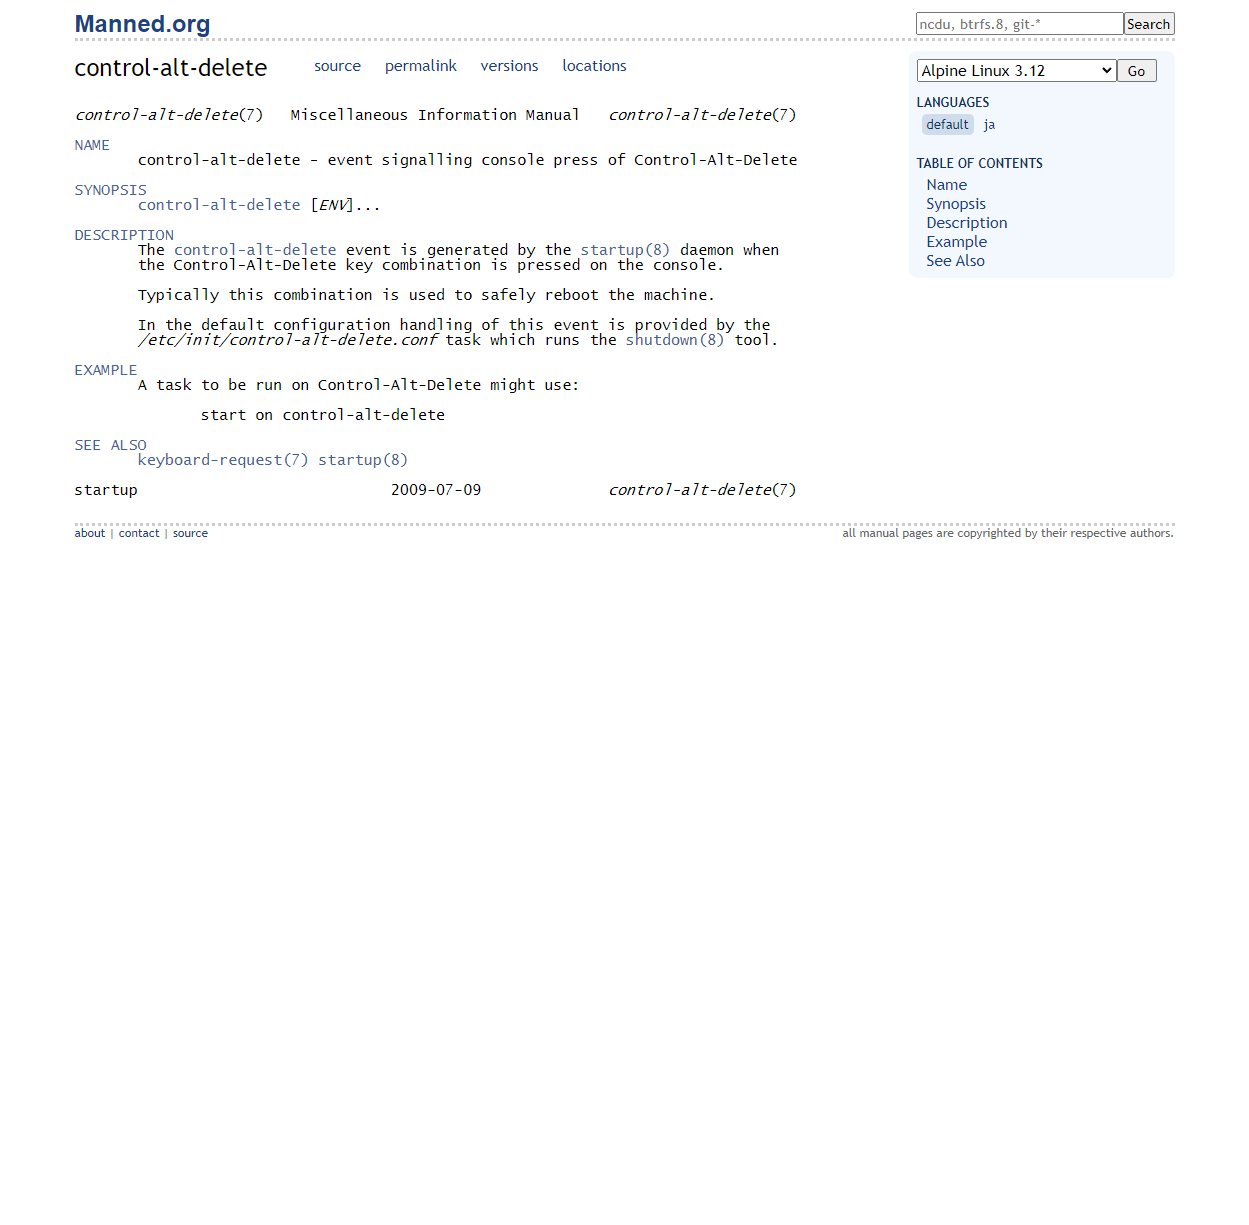 Manned.org
ncdu, btrfs.8, git-*
Search
control-alt-delete
source permalink versions locations
Alpine Linux 3.12
Go
LANGUAGES
default ja
TABLE OF CONTENTS
Name
Synopsis
Description
Example
See Also
control-alt-delete(7) Miscellaneous Information Manual control-alt-delete(7)
NAME
control-alt-delete - event signalling console press of Control-Alt-Delete
SYNOPSIS
control-alt-delete [ENV]...
DESCRIPTION
The control-alt-delete event is generated by the startup(8) daemon when
the Control-Alt-Delete key combination is pressed on the console.
Typically this combination is used to safely reboot the machine.
In the default configuration handling of this event is provided by the
/etc/init/control-alt-delete.conf task which runs the shutdown(8) tool.
EXAMPLE
A task to be run on Control-Alt-Delete might use:
start on control-alt-delete
SEE ALSO
keyboard-request(7) startup(8)
startup 2009-07-09 control-alt-delete(7)
about | contact | source
all manual pages are copyrighted by their respective authors.